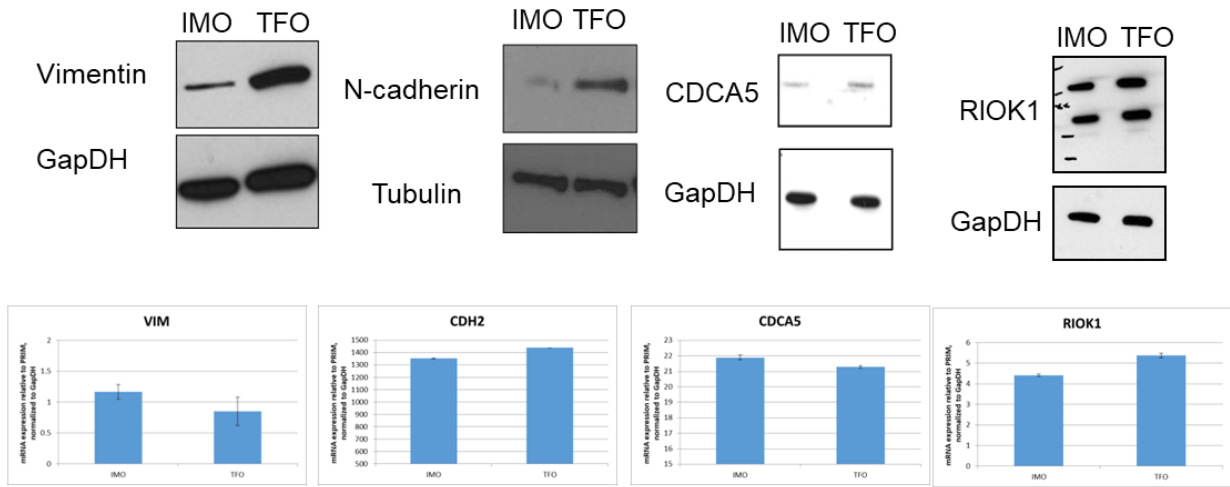 IMO TFO
Vimentin
GapDH
IMO TFO
N-cadherin
Tubulin
IMO TFO
CDCA5
GapDH
IMO TFO
RIOK1
GapDH
VIM
mRNA expression relative to PRIM,
normalized to GapDH
2
1.5
1
0.5
0
IMO
TFO
CDH2
mRNA expression relative to PRIM,
normalized to GapDH
1500
1400
1300
1200
1100
1000
900
800
700
600
500
IMO
TFO
CDCA5
mRNA expression relative to PRIM,
normalized to GapDH
23
22
21
20
19
18
17
16
15
IMO
TFO
RIOK1
mRNA expression relative to PRIM,
normalized to GapDH
6
5
4
3
2
1
0
IMO
TFO